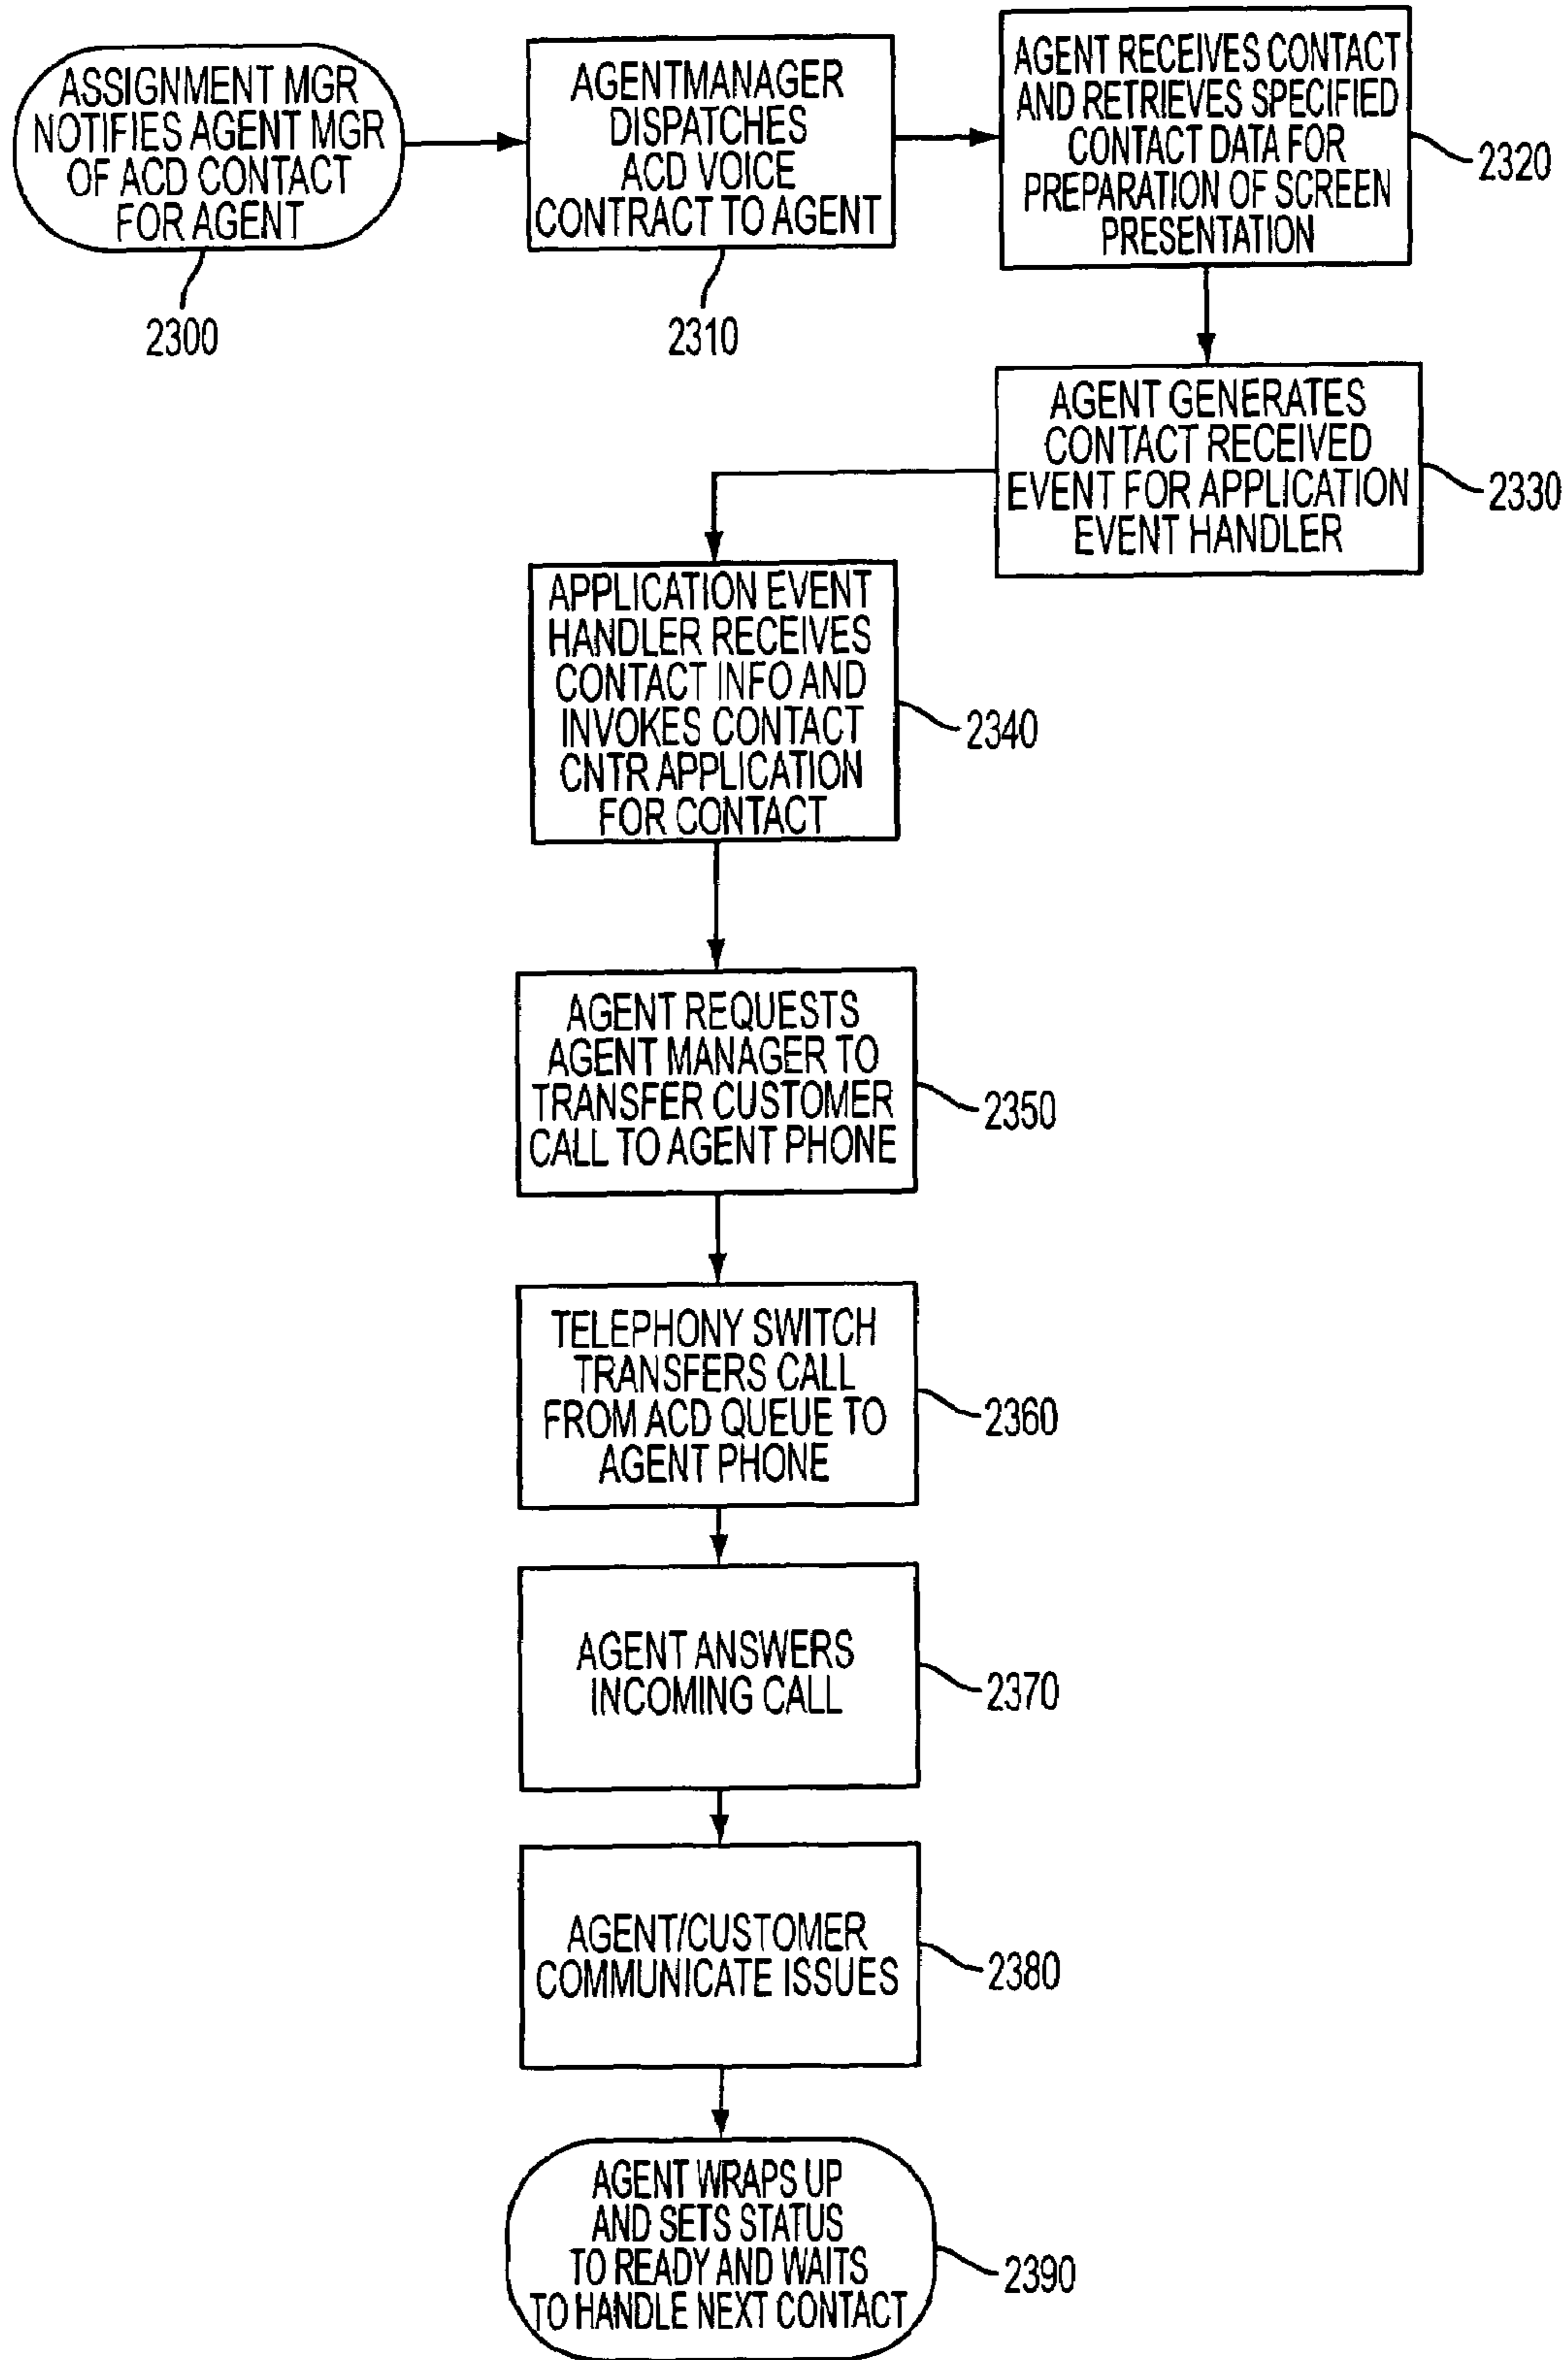 ASSIGNMENT MGR
NOTIFIES AGENT MGR
OF ACD CONTACT
FOR AGENT
2300
AGENTMANAGER
DISPATCHES
ACD VOICE
CONTRACT TO AGENT
2310
AGENT RECEIVES CONTACT
AND RETRIEVES SPECIFIED
CONTACT DATA FOR
PREPARATION OF SCREEN
PRESENTATION
2320
AGENT GENERATES
CONTACT RECEIVED
EVENT FOR APPLICATION
EVENT HANDLER
2330
APPLICATION EVENT
HANDLER RECEIVES
CONTACT INFO AND
INVOKES CONTACT
CNTR APPLICATION
FOR CONTACT
2340
AGENT REQUESTS
AGENT MANAGER TO
TRANSFER CUSTOMER
CALL TO AGENT PHONE
2350
TELEPHONY SWITCH
TRANSFERS CALL
FROM ACD QUEUE TO
AGENT PHONE
2360
AGENT ANSWERS
INCOMING CALL
2370
AGENT/CUSTOMER
COMMUNICATE ISSUES
2380
AGENT WRAPS UP
AND SETS STATUS
TO READY AND WAITS
TO HANDLE NEXT CONTACT
2390